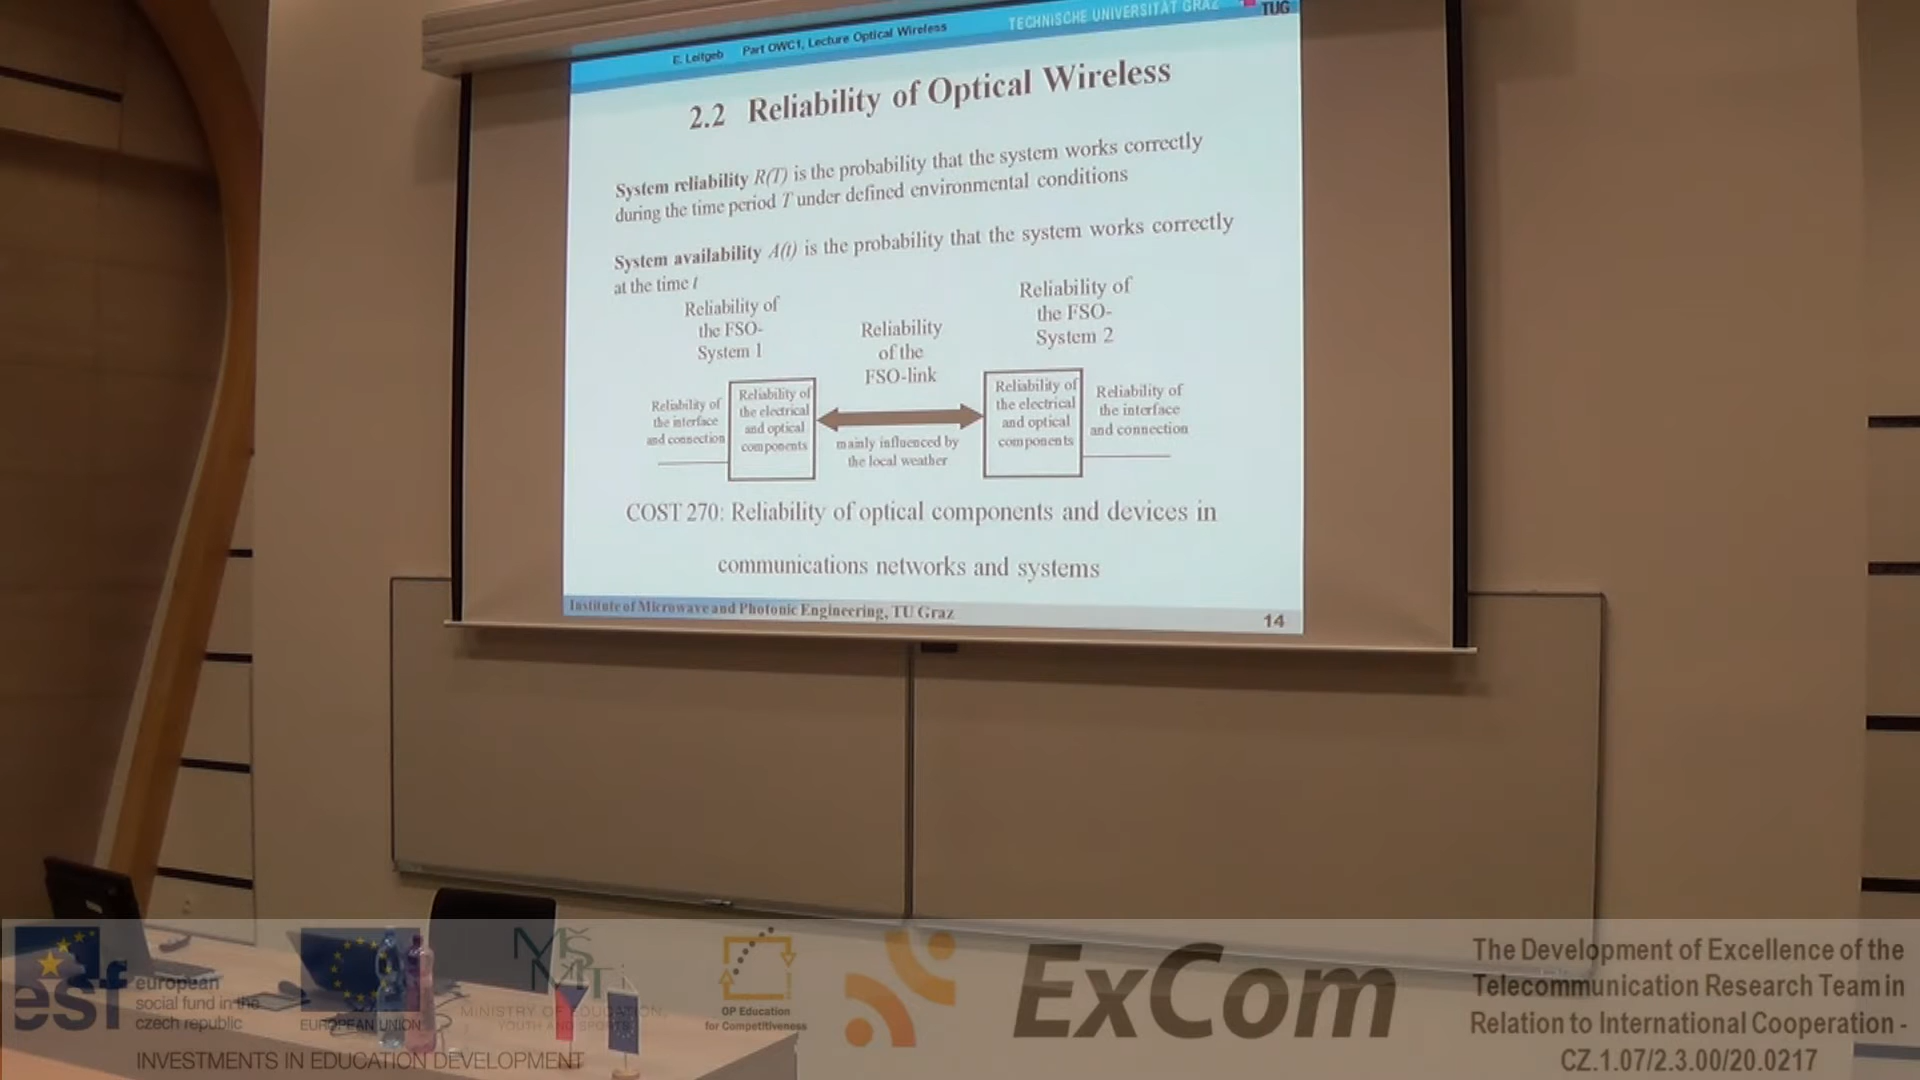 E. Leitgeb Part OWC1, Lecture Optical Wireless
TECHNISCHE UNIVERSITÄT GRAZ
TUG
2.2 Reliability of Optical Wireless
System reliability R(T) is the probability that the system works correctly
during the time period T under defined environmental conditions
System availability A(t) is the probability that the system works correctly
at the time t
Reliability of
the FSO-
System 1
Reliability
of the
FSO-link
Reliability of
the FSO-
System 2
Reliability of
the interface
and connection
Reliability of
the electrical
and optical
components
mainly influenced by
the local weather
Reliability of
the electrical
and optical
components
Reliability of
the interface
and connection
COST 270: Reliability of optical components and devices in
communications networks and systems
Institute of Microwave and Photonic Engineering, TU Graz
14
esf
european
social fund in the
czech republic
EUROPEAN UNION
MŠMT
MINISTRY OF EDUCATION,
YOUTH AND SPORTS
OP Education
for Competitiveness
INVESTMENTS IN EDUCATION DEVELOPMENT
ExCom
The Development of Excellence of the
Telecommunication Research Team in
Relation to International Cooperation -
CZ.1.07/2.3.00/20.0217